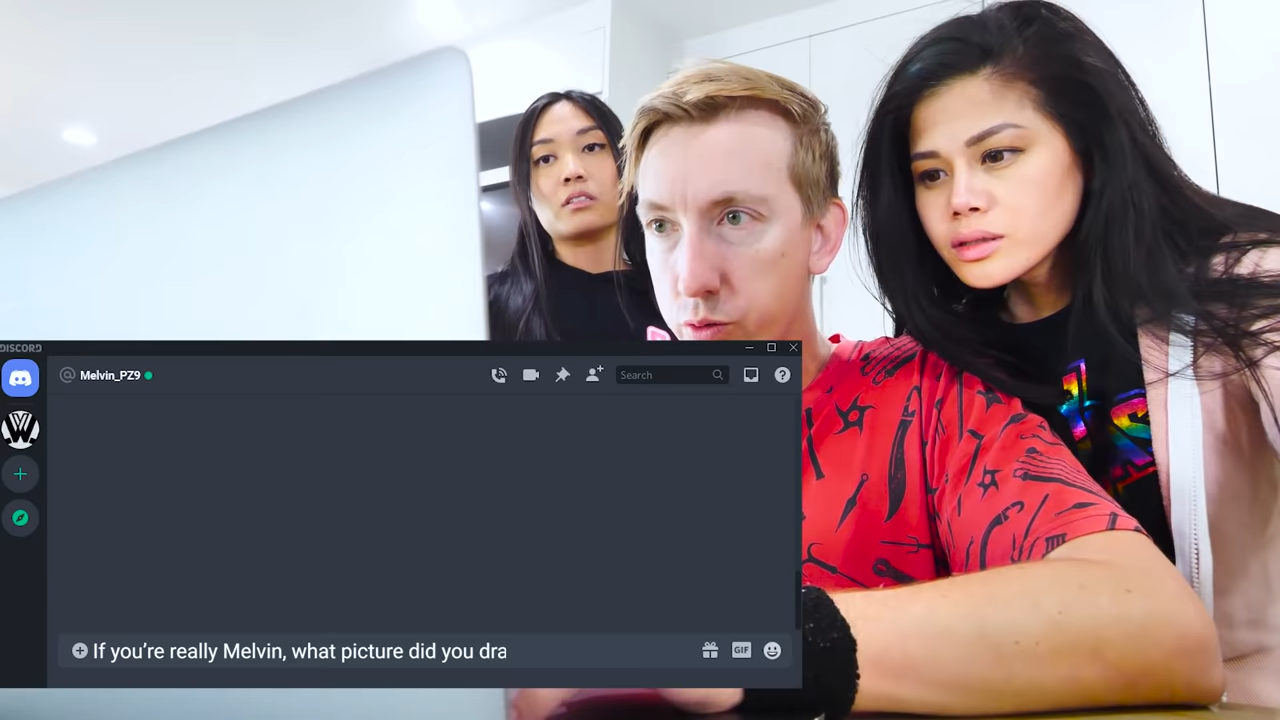 DISCORD
@ Melvin_PZ9
Search
If you’re really Melvin, what picture did you dra
GIF